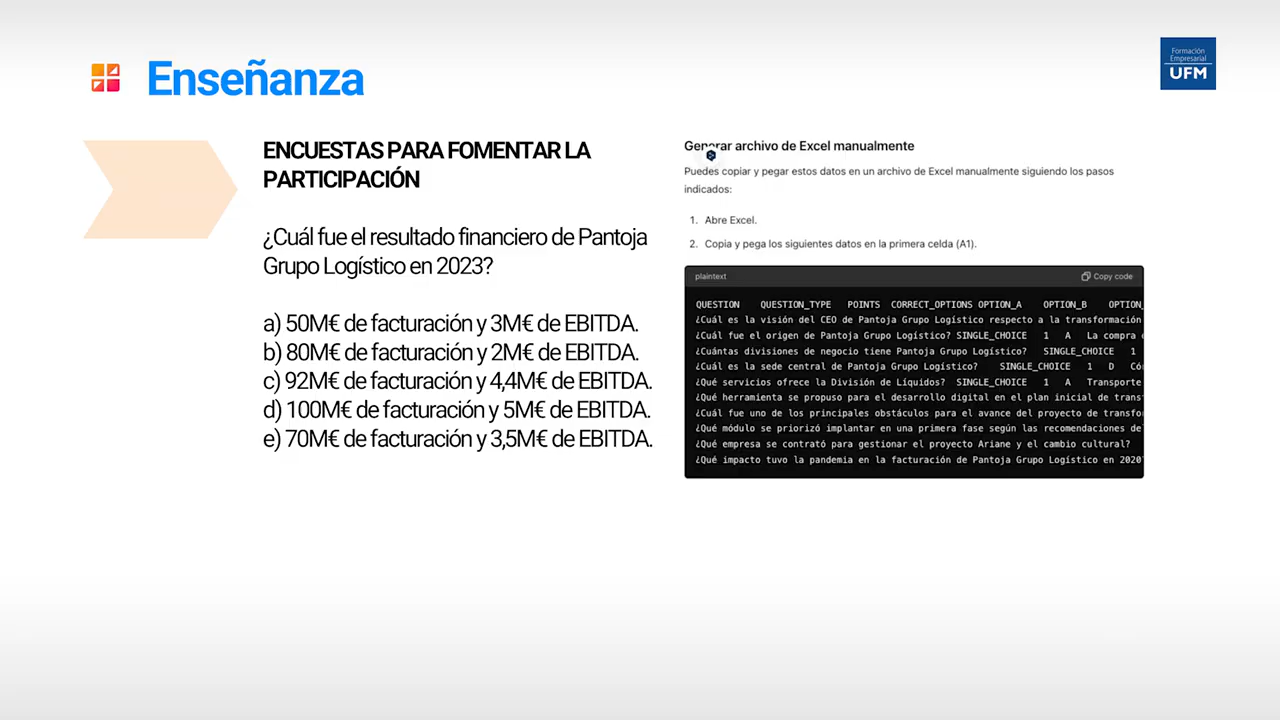 Enseñanza
Formación
Empresarial
UFM
ENCUESTAS PARA FOMENTAR LA
PARTICIPACIÓN
¿Cuál fue el resultado financiero de Pantoja
Grupo Logístico en 2023?
a) 50M€ de facturación y 3M€ de EBITDA.
b) 80M€ de facturación y 2M€ de EBITDA.
c) 92M€ de facturación y 4,4M€ de EBITDA.
d) 100M€ de facturación y 5M€ de EBITDA.
e) 70M€ de facturación y 3,5M€ de EBITDA.
Generar archivo de Excel manualmente
Puedes copiar y pegar estos datos en un archivo de Excel manualmente siguiendo los pasos
indicados:
1. Abre Excel.
2. Copia y pega los siguientes datos en la primera celda (A1).
plaintext Copy code
QUESTION QUESTION_TYPE POINTS CORRECT_OPTIONS OPTION_A OPTION_B OPTION_
¿Cuál es la visión del CEO de Pantoja Grupo Logístico respecto a la transformación
¿Cuál fue el origen de Pantoja Grupo Logístico? SINGLE_CHOICE 1 A La compra
¿Cuántas divisiones de negocio tiene Pantoja Grupo Logístico? SINGLE_CHOICE 1
¿Cuál es la sede central de Pantoja Grupo Logístico? SINGLE_CHOICE 1 D Có
¿Qué servicios ofrece la División de Líquidos? SINGLE_CHOICE 1 A Transporte
¿Qué herramienta se propuso para el desarrollo digital en el plan inicial de trans
¿Cuál fue uno de los principales obstáculos para el avance del proyecto de transfo
¿Qué módulo se priorizó implantar en una primera fase según las recomendaciones de
¿Qué empresa se contrató para gestionar el proyecto Ariane y el cambio cultural?
¿Qué impacto tuvo la pandemia en la facturación de Pantoja Grupo Logístico en 2020